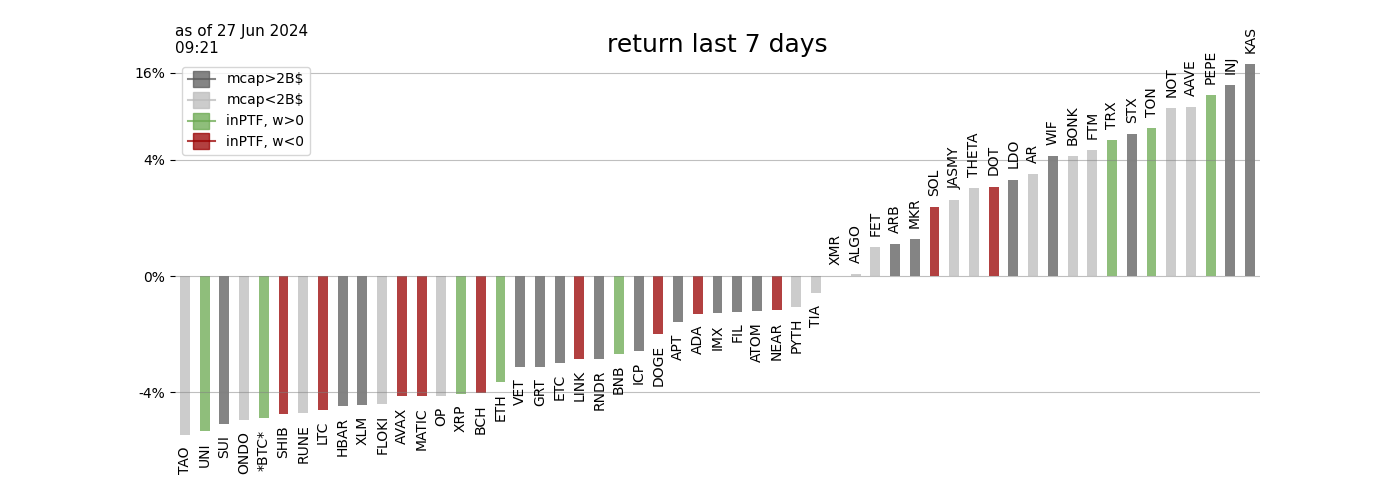 as of 27 Jun 2024
09:21
return last 7 days
mcap>2B$
mcap<2B$
inPTF, w>0
inPTF, w<0
16%
4%
0%
-4%
TAO
UNI
SUI
ONDO
*BTC*
SHIB
RUNE
LTC
HBAR
XLM
FLOKI
AVAX
MATIC
OP
XRP
BCH
ETH
VET
GRT
ETC
LINK
RNDR
BNB
ICP
DOGE
APT
ADA
IMX
FIL
ATOM
NEAR
PYTH
TIA
XMR
ALGO
FET
ARB
MKR
SOL
JASMY
THETA
DOT
LDO
AR
WIF
BONK
FTM
TRX
STX
TON
NOT
AAVE
PEPE
INJ
KAS